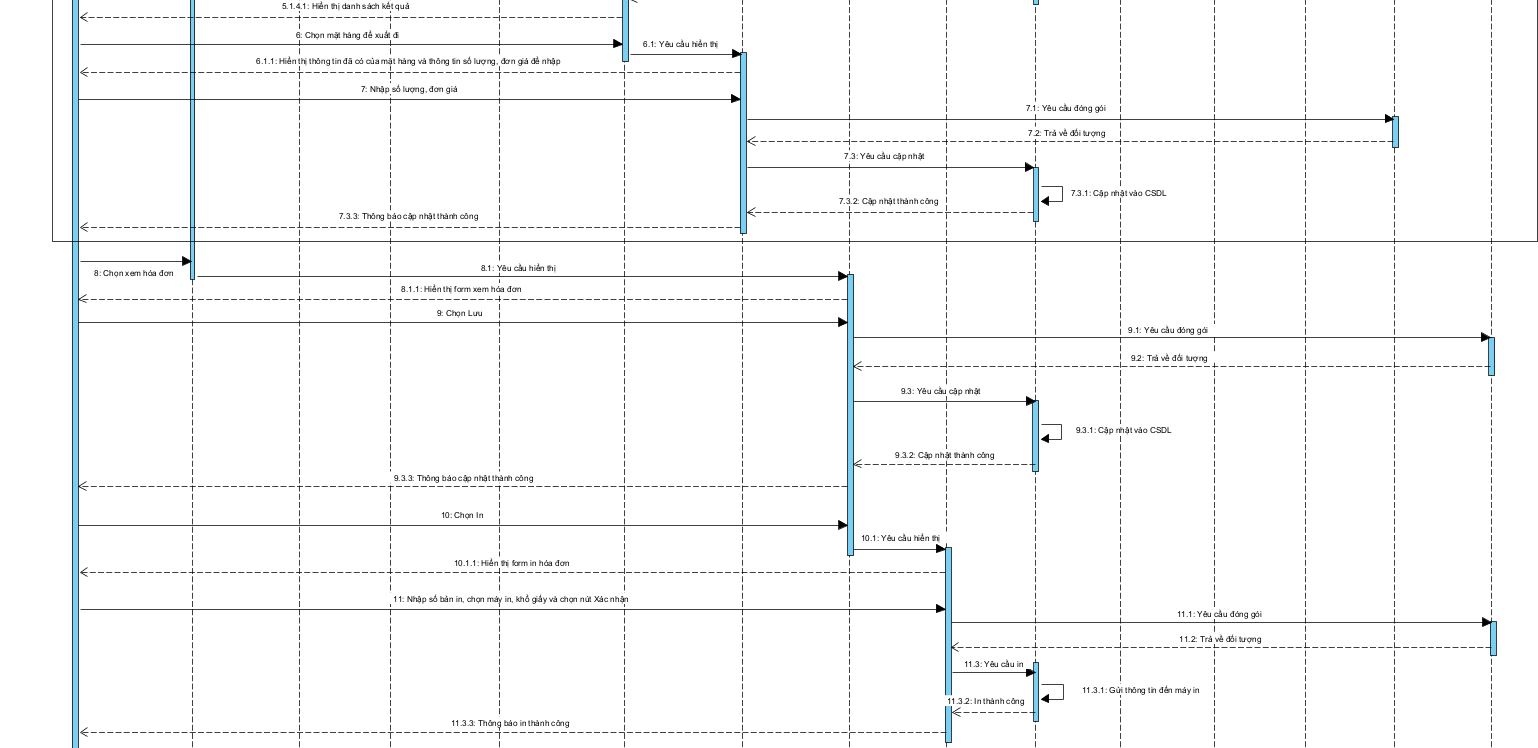 5.1.4.1: Hiển thị danh sách kết quả
6: Chọn mặt hàng để xuất đi
6.1: Yêu cầu hiển thị
6.1.1: Hiển thị thông tin đã có của mặt hàng và thông tin số lượng, đơn giá để nhập
7: Nhập số lượng, đơn giá
7.1: Yêu cầu đóng gói
7.2: Trả về đối tượng
7.3: Yêu cầu cập nhật
7.3.1: Cập nhật vào CSDL
7.3.2: Cập nhật thành công
7.3.3: Thông báo cập nhật thành công
8: Chọn xem hóa đơn
8.1: Yêu cầu hiển thị
8.1.1: Hiển thị form xem hóa đơn
9: Chọn Lưu
9.1: Yêu cầu đóng gói
9.2: Trả về đối tượng
9.3: Yêu cầu cập nhật
9.3.1: Cập nhật vào CSDL
9.3.2: Cập nhật thành công
9.3.3: Thông báo cập nhật thành công
10: Chọn In
10.1: Yêu cầu hiển thị
10.1.1: Hiển thị form in hóa đơn
11: Nhập số bản in, chọn máy in, khổ giấy và chọn nút Xác nhận
11.1: Yêu cầu đóng gói
11.2: Trả về đối tượng
11.3: Yêu cầu in
11.3.1: Gửi thông tin đến máy in
11.3.2: In thành công
11.3.3: Thông báo in thành công